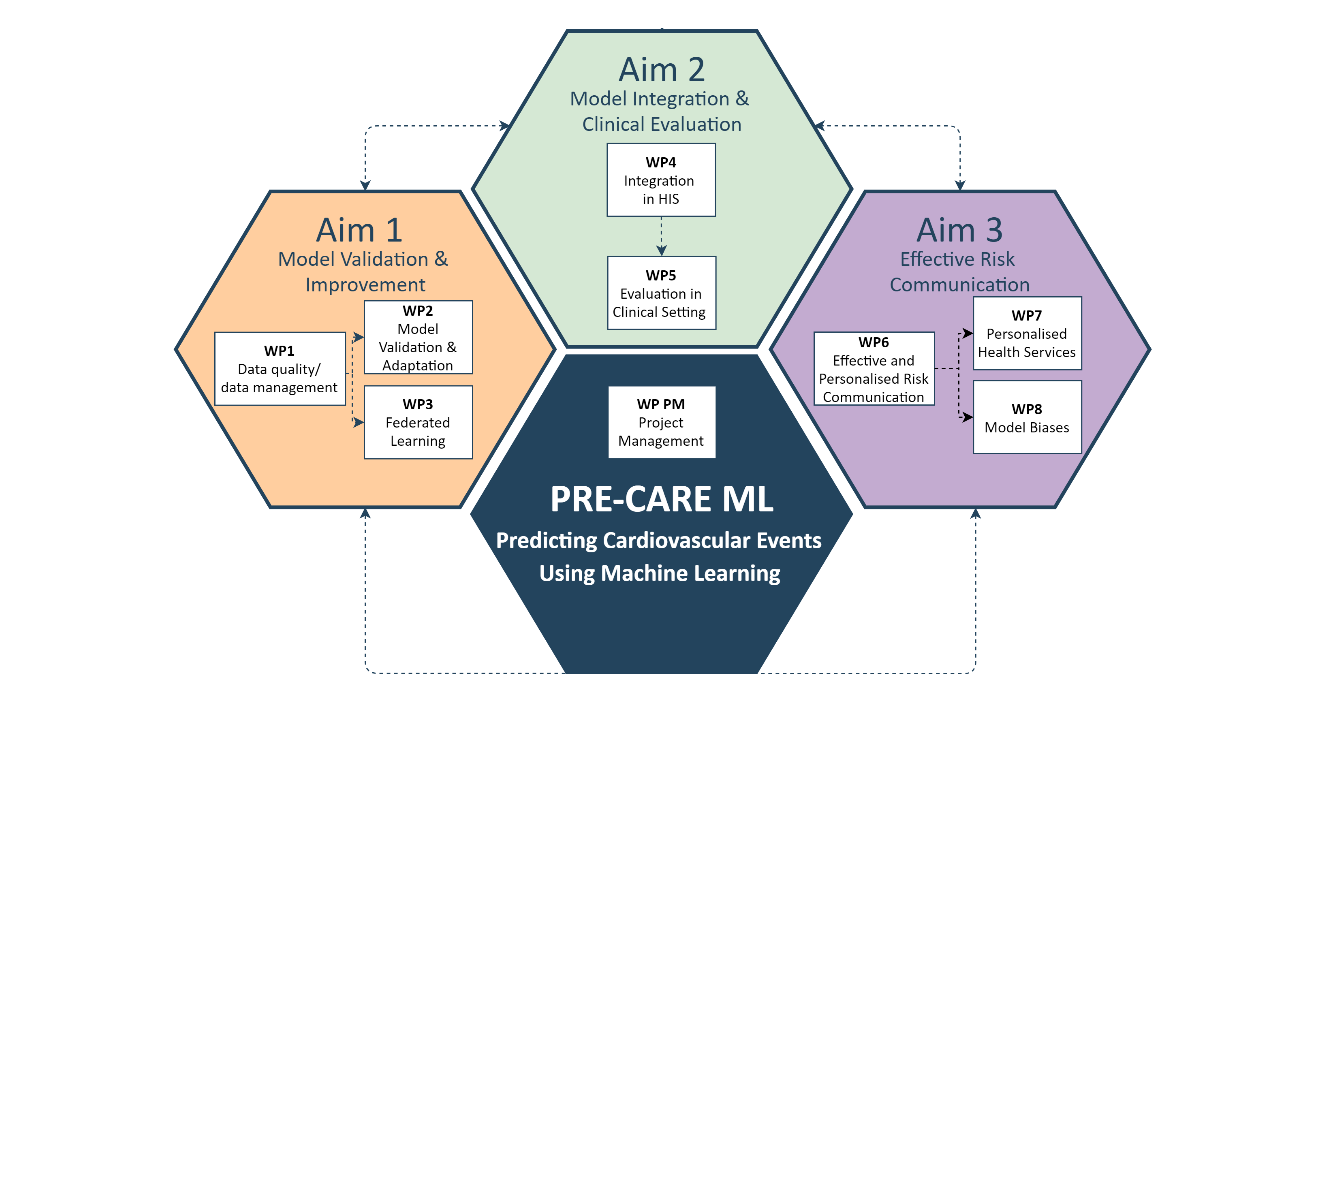 Aim 2
Model Integration &
Clinical Evaluation
WP4
Integration
in HIS
WP5
Evaluation in
Clinical Setting
Aim 1
Model Validation &
Improvement
WP1
Data quality/
data management
WP2
Model
Validation &
Adaptation
WP3
Federated
Learning
Aim 3
Effective Risk
Communication
WP6
Effective and
Personalised Risk
Communication
WP7
Personalised
Health Services
WP8
Model Biases
WP PM
Project
Management
PRE-CARE ML
Predicting Cardiovascular Events
Using Machine Learning